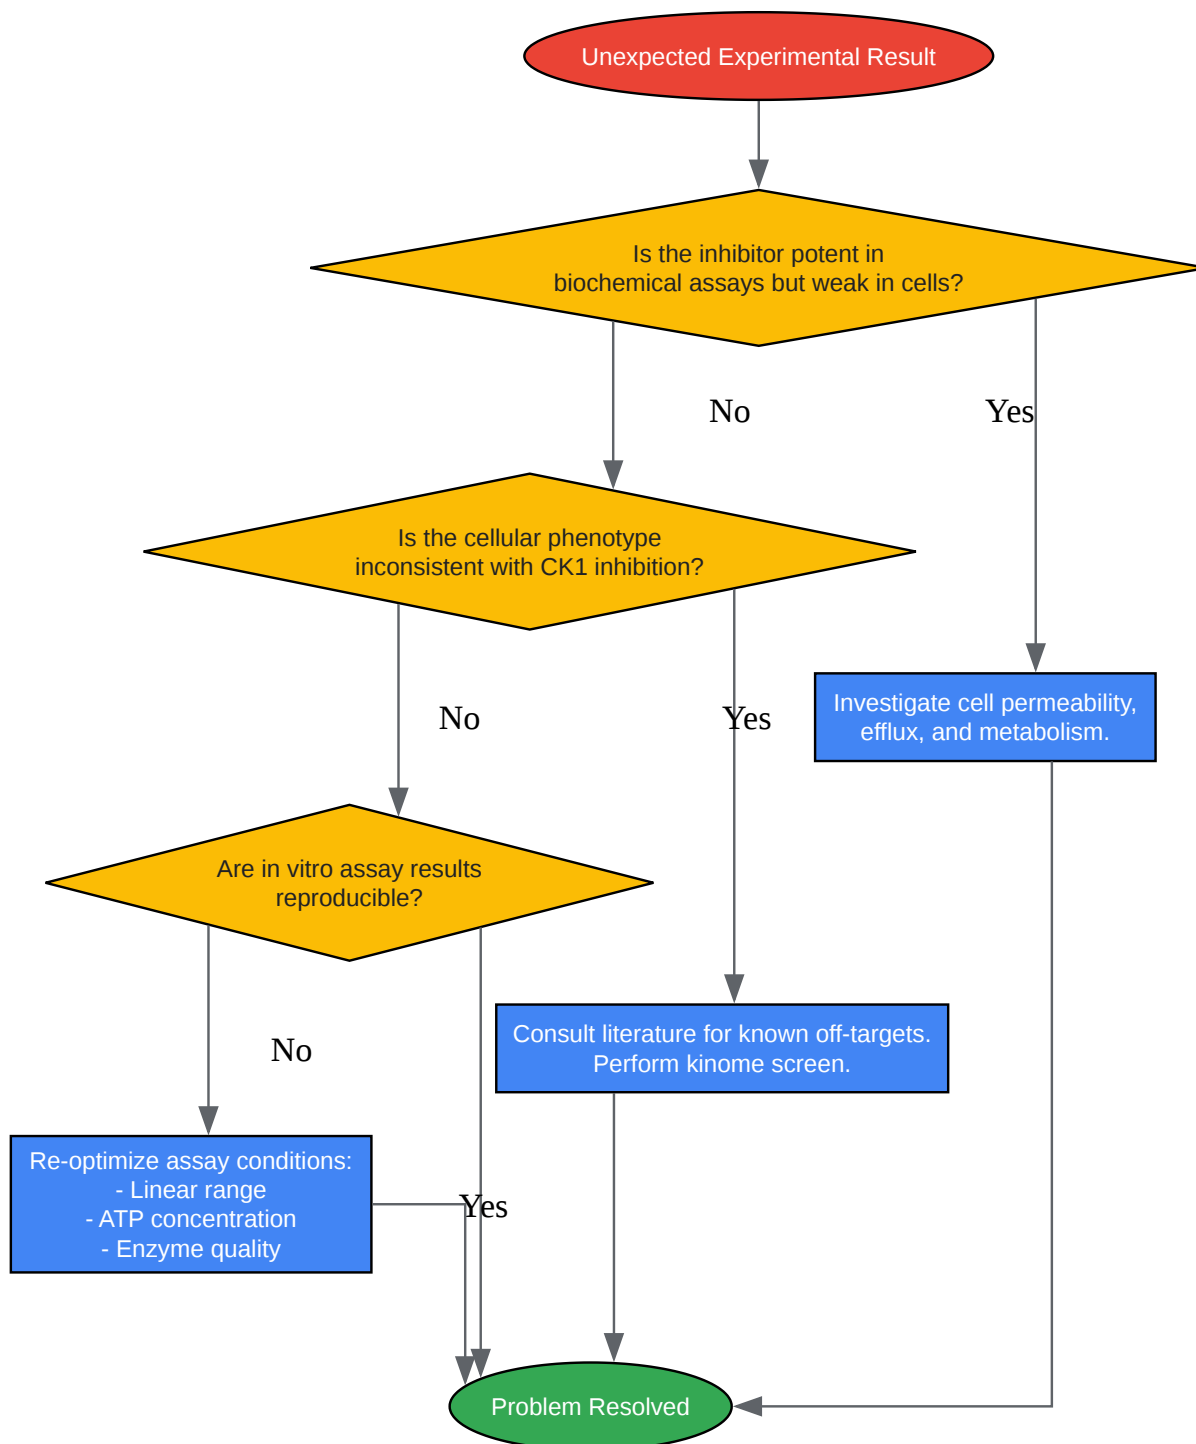 Unexpected Experimental Result
Is the inhibitor potent in
biochemical assays but weak in cells?
No
Yes
Is the cellular phenotype
inconsistent with CK1 inhibition?
Investigate cell permeability,
efflux, and metabolism.
No
Yes
Are in vitro assay results
reproducible?
Consult literature for known off-targets.
Perform kinome screen.
No
Re-optimize assay conditions:
- Linear range
- ATP concentration
- Enzyme quality
Yes
Problem Resolved